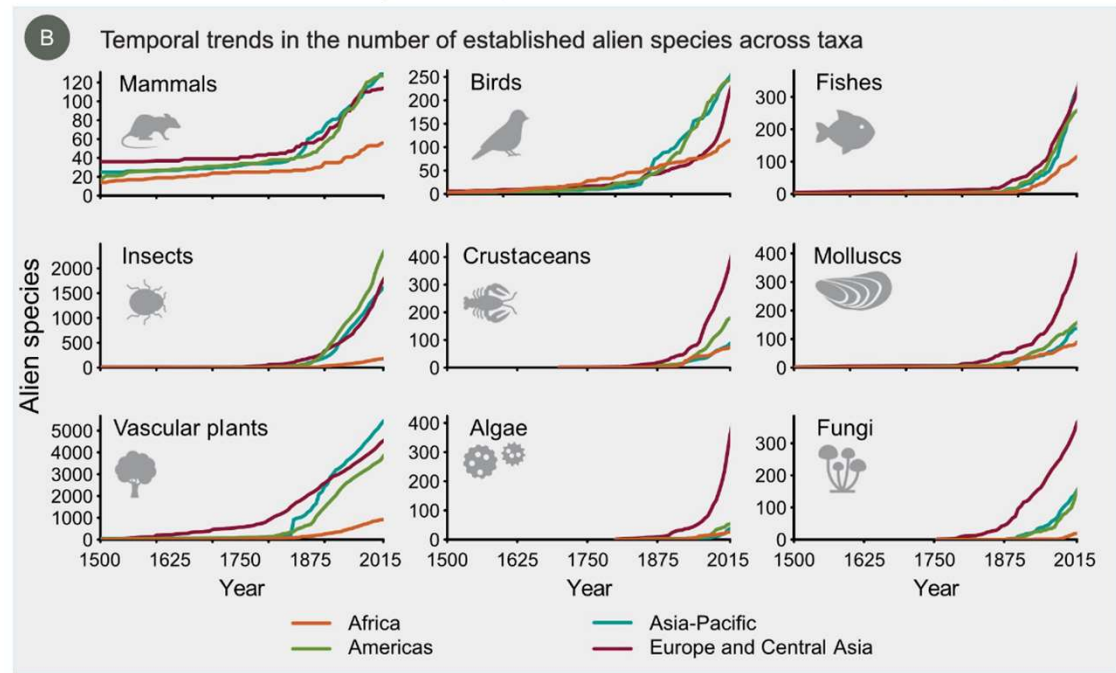 B Temporal trends in the number of established alien species across taxa
Alien species
Mammals
120
100
80
60
40
20
0
Birds
250
200
150
100
50
0
Fishes
300
200
100
0
Insects
2000
1500
1000
500
0
Crustaceans
400
300
200
100
0
Molluscs
400
300
200
100
0
Vascular plants
5000
4000
3000
2000
1000
0
1500 1625 1750 1875 2015
Year
Algae
400
300
200
100
0
1500 1625 1750 1875 2015
Year
Fungi
300
200
100
0
1500 1625 1750 1875 2015
Year
Africa
Asia-Pacific
Americas
Europe and Central Asia